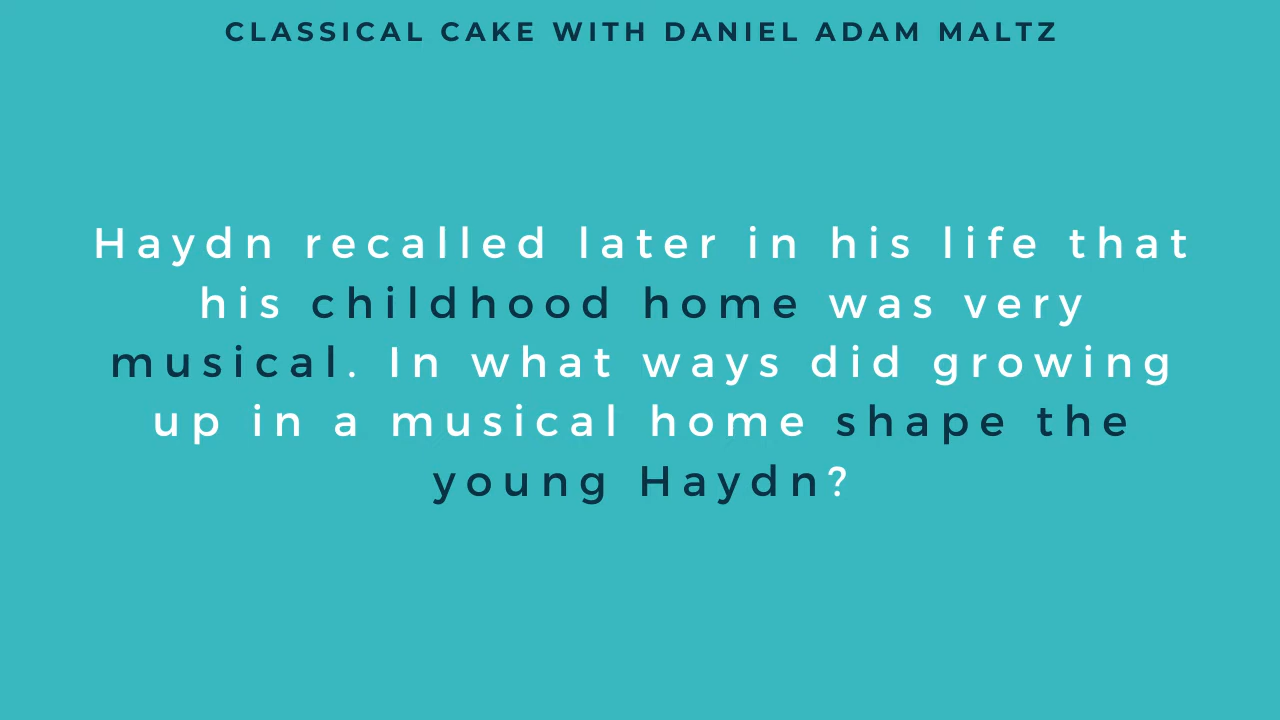 CLASSICAL CAKE WITH DANIEL ADAM MALTZ
Haydn recalled later in his life that
his childhood home was very
musical. In what ways did growing
up in a musical home shape the
young Haydn?